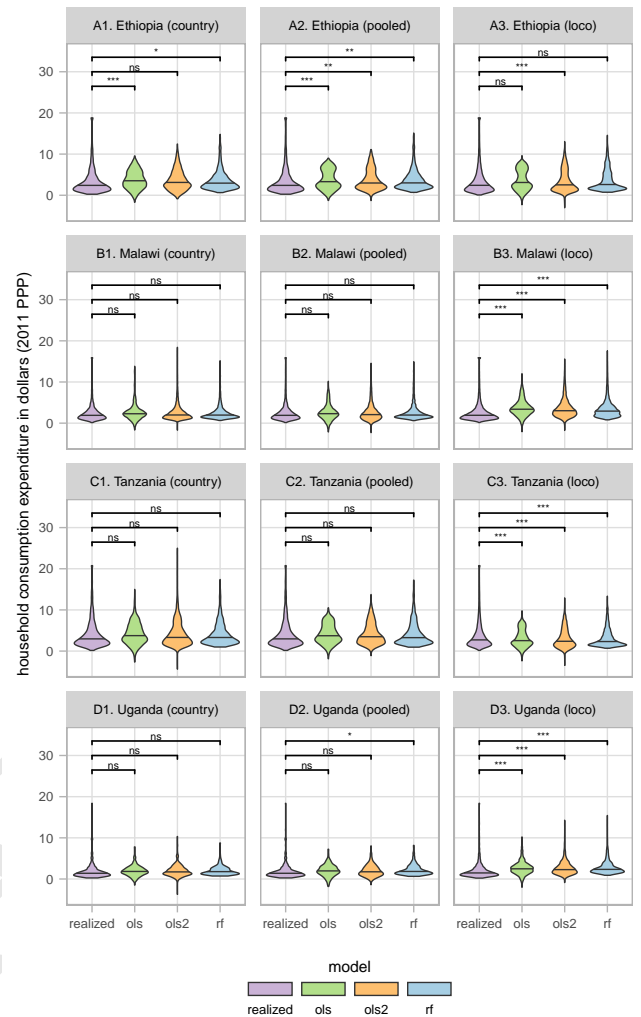 household consumption expenditure in dollars (2011 PPP)
A1. Ethiopia (country) A2. Ethiopia (pooled) A3. Ethiopia (loco)
* ** ns
30
ns ** ***
*** *** ns
20
10
0
B1. Malawi (country) B2. Malawi (pooled) B3. Malawi (loco)
ns ns ***
30
ns ns ***
ns ns ***
20
10
0
C1. Tanzania (country) C2. Tanzania (pooled) C3. Tanzania (loco)
ns ns ***
30
ns ns ***
ns ns ***
20
10
0
D1. Uganda (country) D2. Uganda (pooled) D3. Uganda (loco)
ns * ***
30
ns ns ***
ns ns ***
20
10
0
realized ols ols2 rf realized ols ols2 rf realized ols ols2 rf
model
realized ols ols2 rf